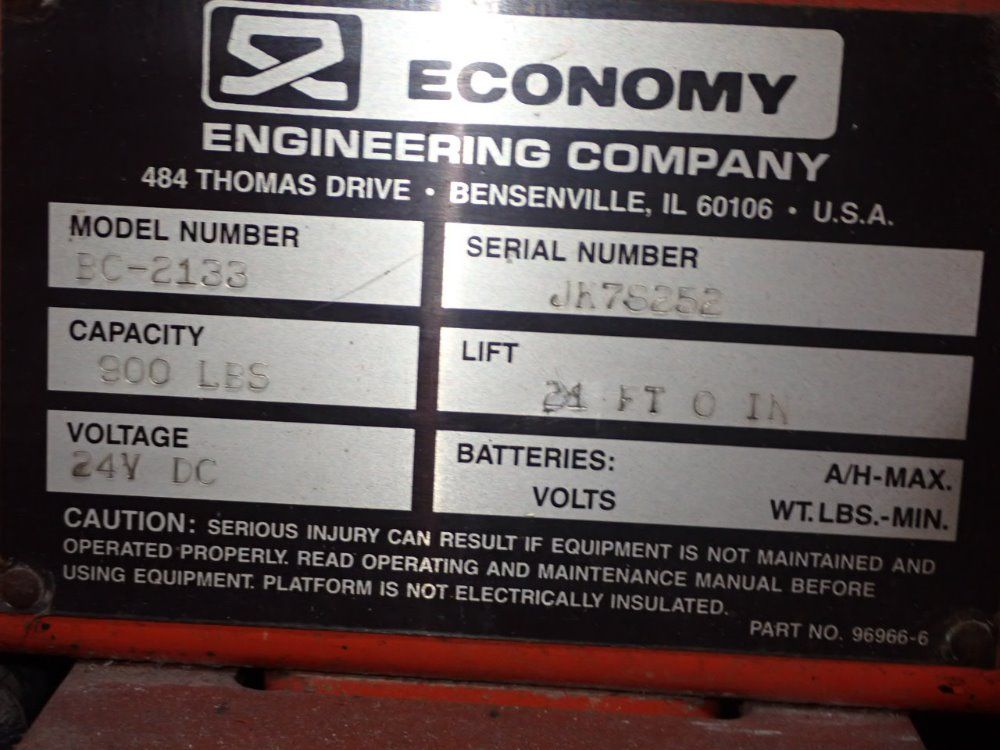 ECONOMY
ENGINEERING COMPANY
484 THOMAS DRIVE • BENSENVILLE, IL 60106 • U.S.A.
MODEL NUMBER
BC-2133
SERIAL NUMBER
CAPACITY
900 LBS
LIFT
21 FT 0 IN
VOLTAGE
24V DC
BATTERIES:
A/H-MAX.
VOLTS
WT. LBS.-MIN.
CAUTION: SERIOUS INJURY CAN RESULT IF EQUIPMENT IS NOT MAINTAINED AND
OPERATED PROPERLY. READ OPERATING AND MAINTENANCE MANUAL BEFORE
USING EQUIPMENT. PLATFORM IS NOT ELECTRICALLY INSULATED.
PART NO. 96966-6